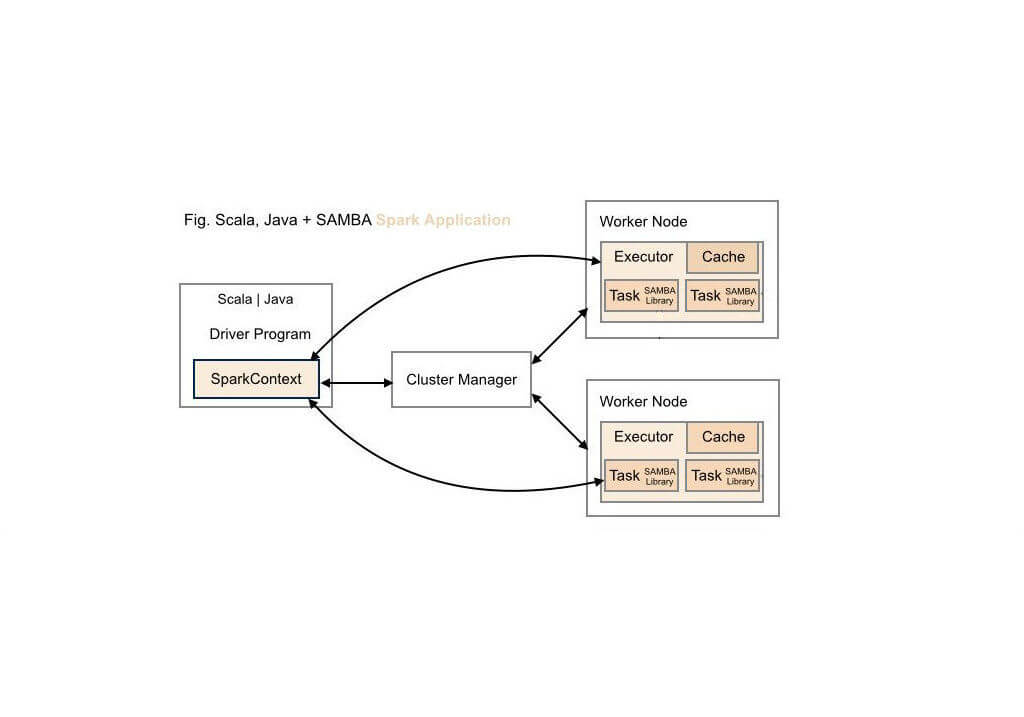 Fig. Scala, Java + SAMBA Spark Application
Scala | Java
Driver Program
SparkContext
Cluster Manager
Worker Node
Executor
Cache
Task SAMBA
Library
Task SAMBA
Library
Worker Node
Executor
Cache
Task SAMBA
Library
Task SAMBA
Library